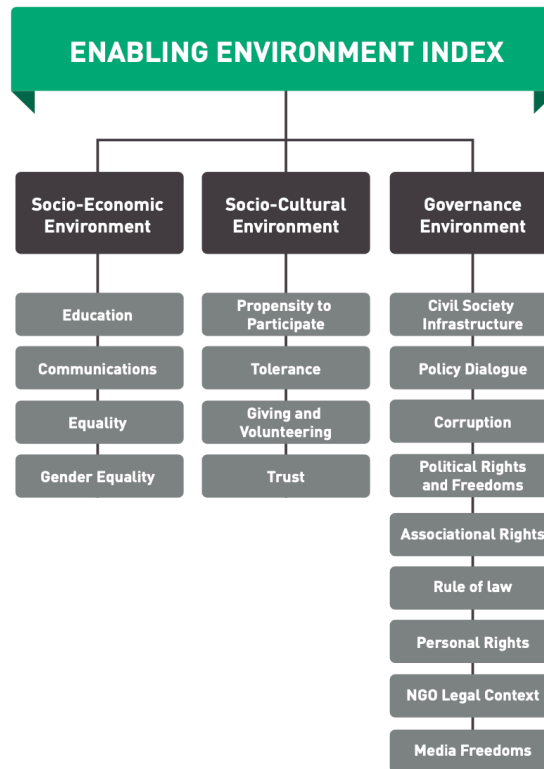 ENABLING ENVIRONMENT INDEX
Socio-Economic
Environment
Education
Communications
Equality
Gender Equality
Socio-Cultural
Environment
Propensity to
Participate
Tolerance
Giving and
Volunteering
Trust
Governance
Environment
Civil Society
Infrastructure
Policy Dialogue
Corruption
Political Rights
and Freedoms
Associational Rights
Rule of law
Personal Rights
NGO Legal Context
Media Freedoms